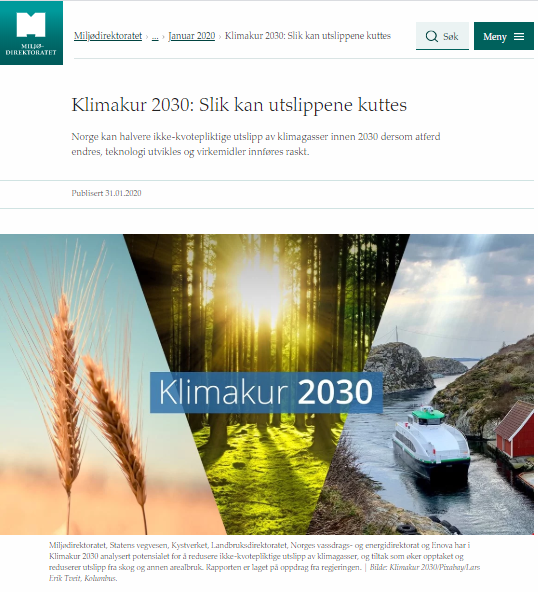 MILJØ-
DIREKTORATET
Miljødirektoratet › ... › Januar 2020 › Klimakur 2030: Slik kan utslippene kuttes
Søk
Meny
Klimakur 2030: Slik kan utslippene kuttes
Norge kan halvere ikke-kvotepliktige utslipp av klimagasser innen 2030 dersom atferd
endres, teknologi utvikles og virkemidler innføres raskt.
Publisert 31.01.2020
Klimakur 2030
Miljødirektoratet, Statens vegvesen, Kystverket, Landbruksdirektoratet, Norges vassdrags- og energidirektorat og Enova har i
Klimakur 2030 analysert potensialet for å redusere ikke-kvotepliktige utslipp av klimagasser, og tiltak som øker opptaket og
reduserer utslipp fra skog og annen arealbruk. Rapporten er laget på oppdrag fra regjeringen. | Bilde: Klimakur 2030/Pixabay/Lars
Erik Tveit, Kolumbus.